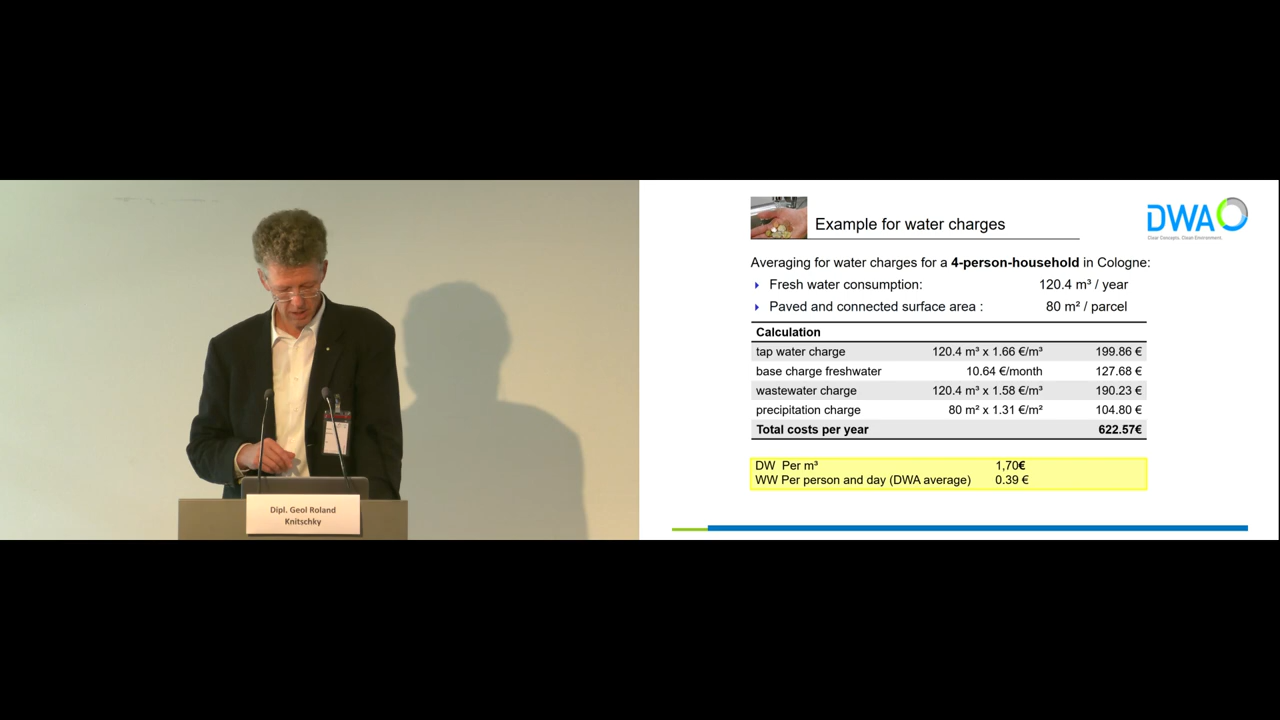 Dipl. Geol Roland
Knitschky
Example for water charges
DWA
Clear Concepts. Clean Environment.
Averaging for water charges for a 4-person-household in Cologne:
Fresh water consumption: 120.4 m³ / year
Paved and connected surface area : 80 m² / parcel
Calculation
tap water charge 120.4 m³ x 1.66 €/m³ 199.86 €
base charge freshwater 10.64 €/month 127.68 €
wastewater charge 120.4 m³ x 1.58 €/m³ 190.23 €
precipitation charge 80 m² x 1.31 €/m² 104.80 €
Total costs per year 622.57€
DW Per m³ 1,70€
WW Per person and day (DWA average) 0.39 €